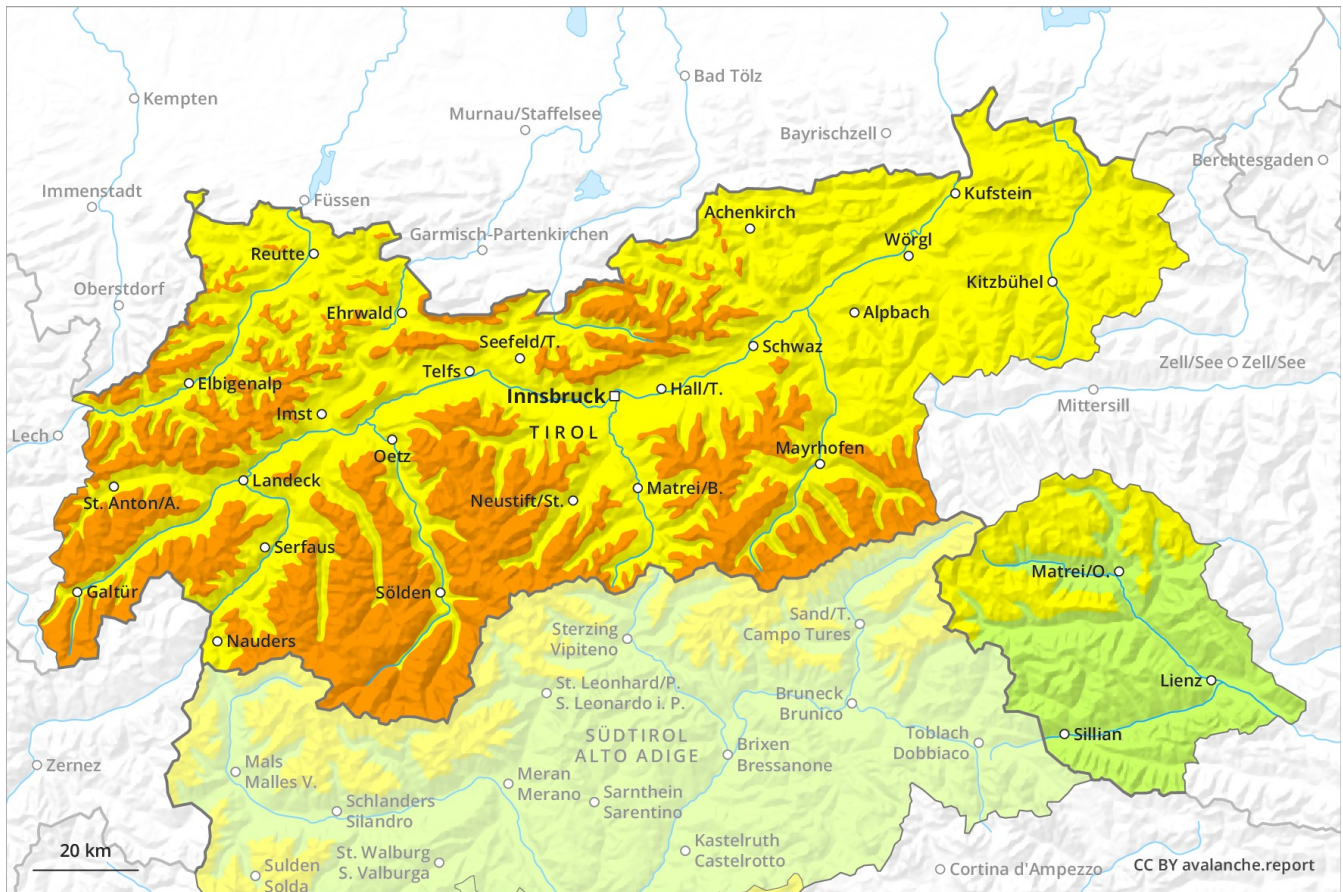 Bad Tölz
Kempten
Murnau/Staffelsee
Bayrischzell
Berchtesgaden
Immenstadt
Füssen
Kufstein
Achenkirch
Garmisch-Partenkirchen
Reutte
Wörgl
Oberstdorf
Kitzbühel
Ehrwald
Alpbach
Seefeld/T.
Schwaz
Zell/See
Zell/See
Telfs
Elbigenalp
Hall/T.
Innsbruck
Mittersill
Imst
TIROL
Lech
Oetz
Mayrhofen
Landeck
St. Anton/A.
Neustift/St.
Matrei/B.
Serfaus
Matrei/O.
Galtür
Sölden
Nauders
Sterzing
Vipiteno
Sand/T.
Campo Tures
Lienz
St. Leonhard/P.
S. Leonardo i. P.
Bruneck
Brunico
SÜDTIROL
ALTO ADIGE
Sillian
Toblach
Dobbiaco
Brixen
Bressanone
Zernez
Mals
Malles V.
Meran
Merano
Sarnthein
Sarentino
Schlanders
Silandro
Kastelruth
Castelrotto
20 km
St. Walburg
S. Valburga
Sulden
Solda
Cortina d'Ampezzo
CC BY avalanche.report